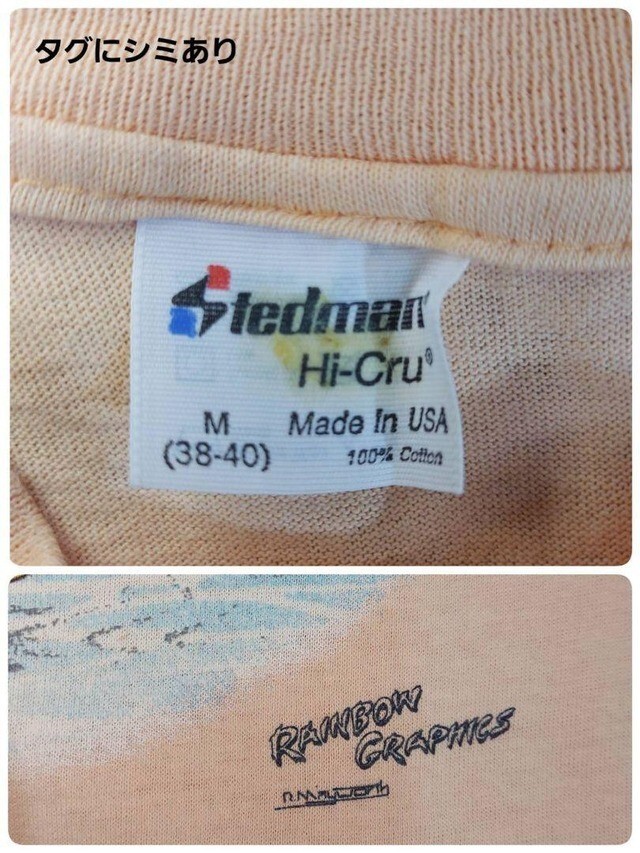 タグにシミあり
Stedman®
Hi-Cru®
M Made In USA
(38-40) 100% Cotton
RAINBOW
GRAPHICS